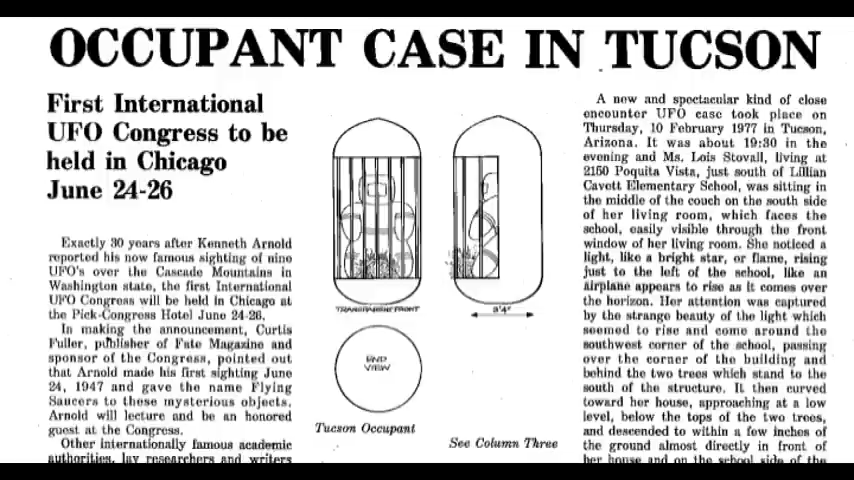 OCCUPANT CASE IN TUCSON
First International
UFO Congress to be
held in Chicago
June 24-26
Exactly 30 years after Kenneth Arnold
reported his now famous sighting of nine
UFO's over the Cascade Mountains in
Washington state, the first International
UFO Congress will be held in Chicago at
the Pick-Congress Hotel June 24-26.
In making the announcement, Curtis
Fuller, publisher of Fate Magazine and
sponsor of the Congress, pointed out
that Arnold made his first sighting June
24, 1947 and gave the name Flying
Saucers to these mysterious objects.
Arnold will lecture and be an honored
guest at the Congress.
Other internationally famous academic
authorities, lay researchers and writers
TRANSPARENT FRONT
3'4"
END
VIEW
Tucson Occupant
See Column Three
A new and spectacular kind of close
encounter UFO case took place on
Thursday, 10 February 1977 in Tucson,
Arizona. It was about 19:30 in the
evening and Ms. Lois Stovall, living at
2150 Poquita Vista, just south of Lillian
Cavett Elementary School, was sitting in
the middle of the couch on the south side
of her living room, which faces the
school, easily visible through the front
window of her living room. She noticed a
light, like a bright star, or flame, rising
just to the left of the school, like an
airplane appears to rise as it comes over
the horizon. Her attention was captured
by the strange beauty of the light which
seemed to rise and come around the
southwest corner of the school, passing
over the corner of the building and
behind the two trees which stand to the
south of the structure. It then curved
toward her house, approaching at a low
level, below the tops of the two trees,
and descended to within a few inches of
the ground almost directly in front of
her house and on the school side of the